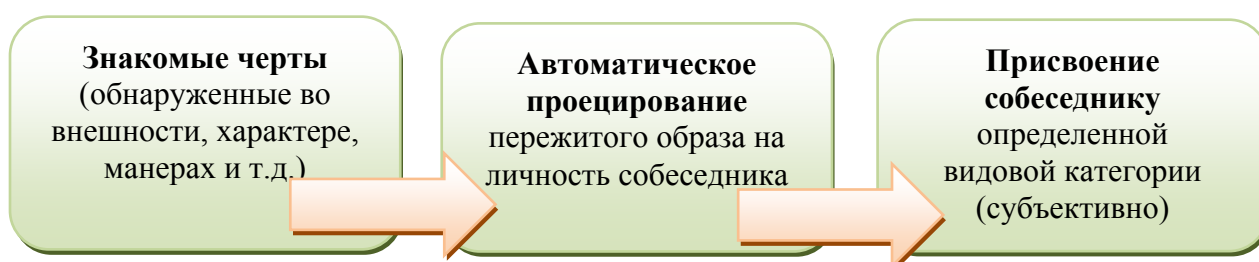 Знакомые черты
(обнаруженные во
внешности, характере,
манерах и т.д.)
Автоматическое
проецирование
пережитого образа на
личность собеседника
Присвоение
собеседнику
определенной
видовой категории
(субъективно)